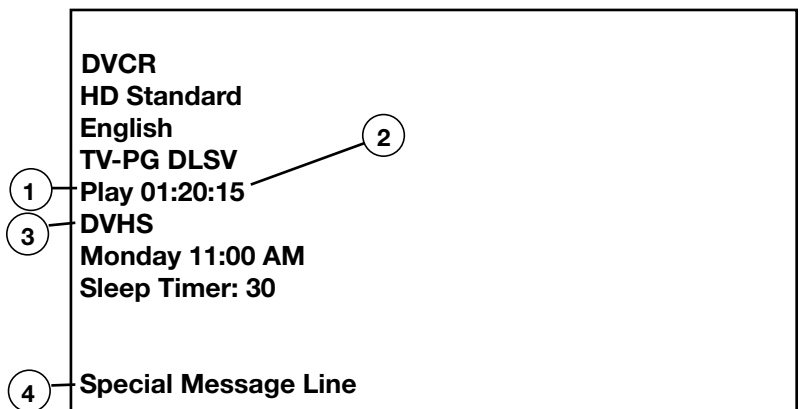 DVCR
HD Standard
English
2
TV-PG DLSV
1
Play 01:20:15
3
DVHS
Monday 11:00 AM
Sleep Timer: 30
4
Special Message Line